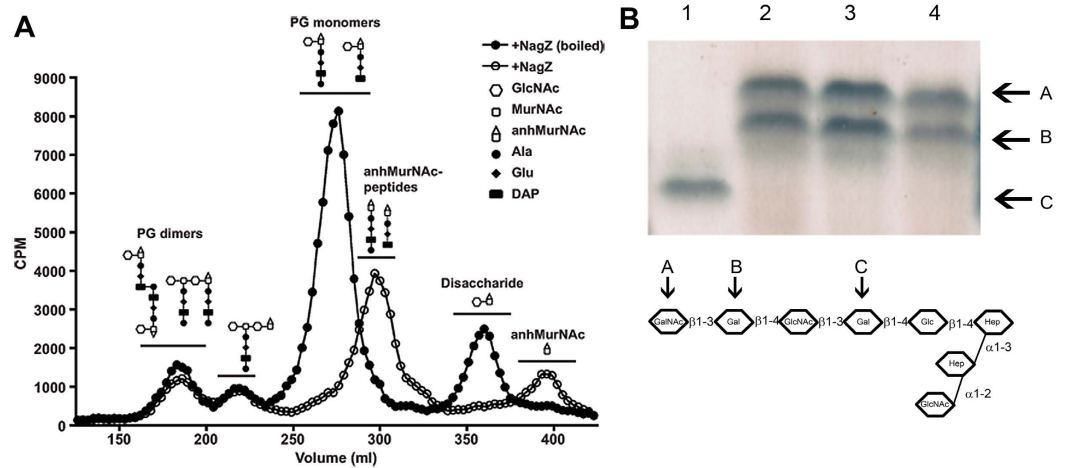 A
PG monomers
+NagZ (boiled)
+NagZ
GlcNAc
MurNAc
anhMurNAc
Ala
Glu
DAP
anhMurNAc-
peptides
PG dimers
Disaccharide
anhMurNAc
CPM
9000
8000
7000
6000
5000
4000
3000
2000
1000
0
150 200 250 300 350 400
Volume (ml)
B
1 2 3 4
A
B
C
A B C
GalNAc β1-3 Gal β1-4 GlcNAc β1-3 Gal β1-4 Glc β1-4 Hep
α1-3
Hep
α1-2
GlcNAc